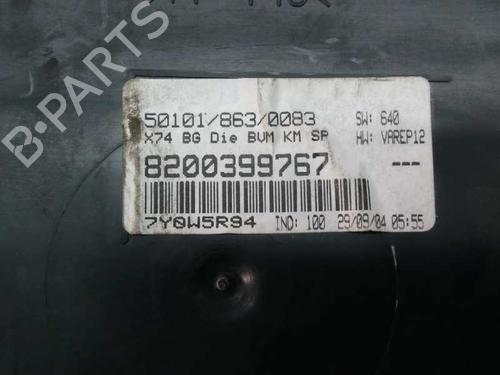 50101/863/0083 SW: 640
X74 BG Die BVM KM SP HW: VAREP12
8200399767 ---
7Y0W5R94 IND: 100 29/09/04 05:55
B-PARTS